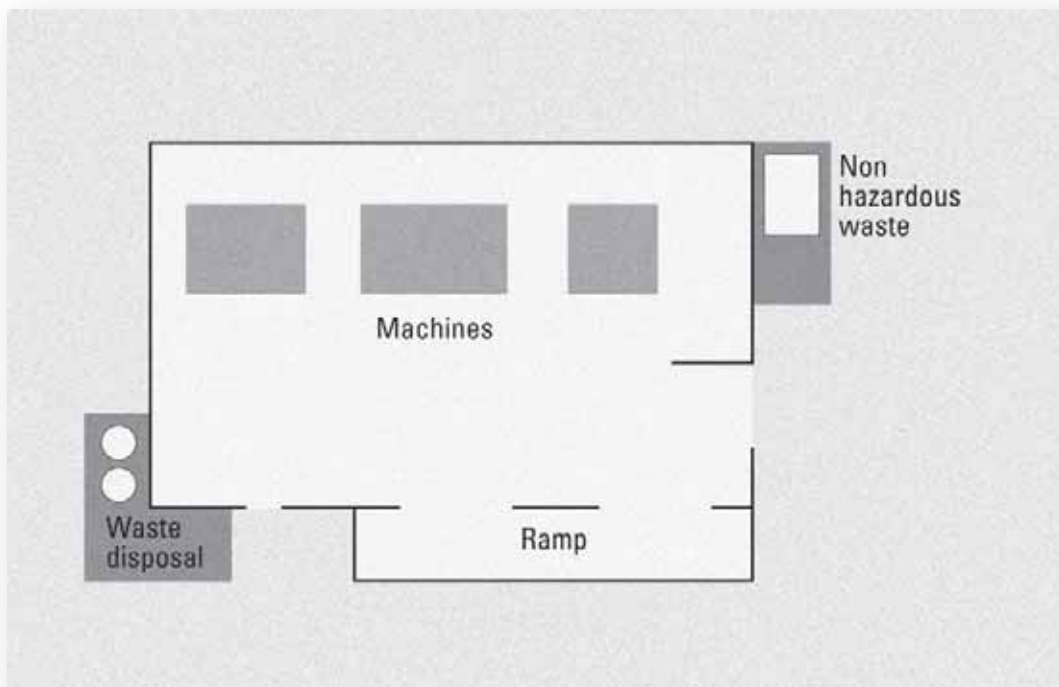 Non
hazardous
waste
Machines
Waste
disposal
Ramp